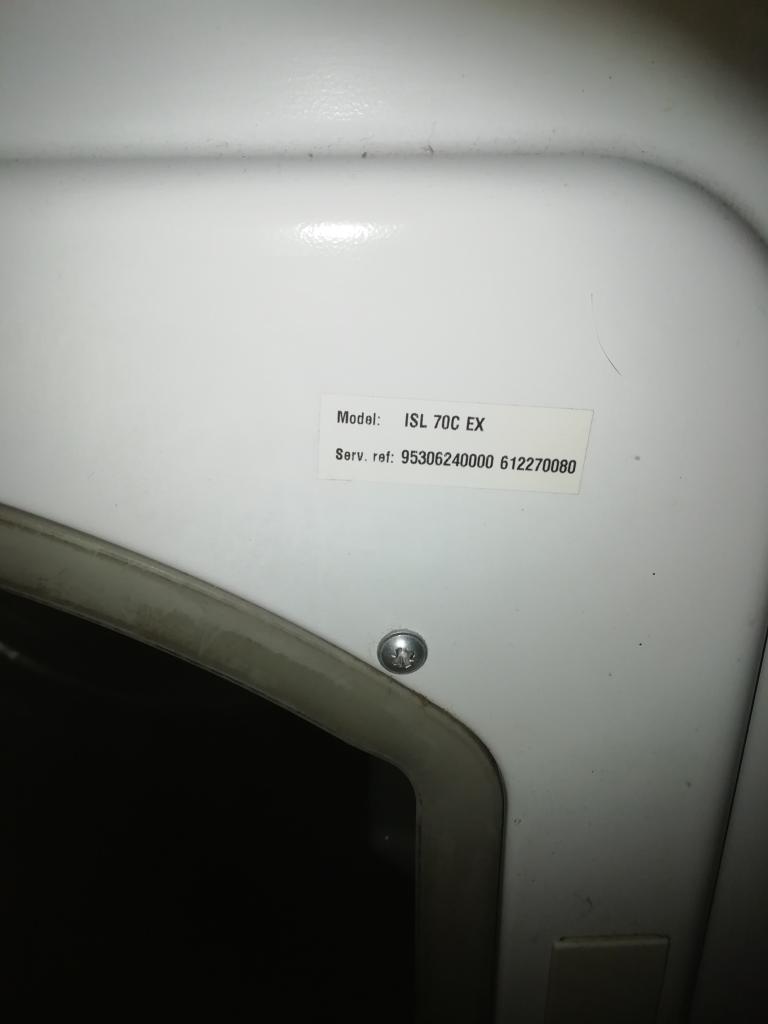 Model: ISL 70C EX
Serv. ref: 95306240000 612270080